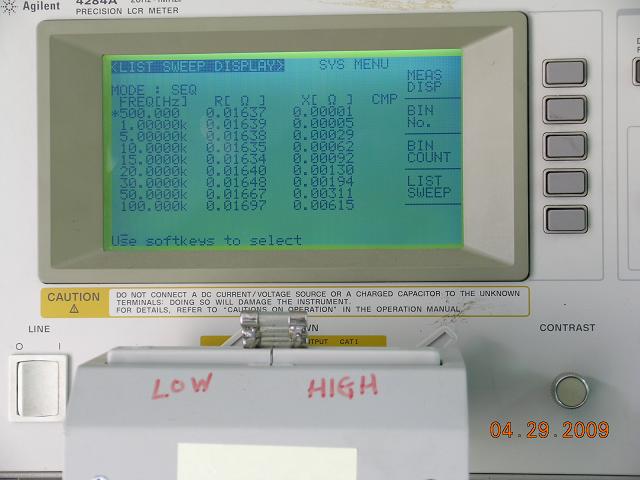 Agilent 4284A
PRECISION LCR METER
<LIST SWEEP DISPLAY> SYS MENU
MODE : SEQ
FREQ[Hz] R[ Ω ] X[ Ω ] CMP
*500.000 0.01637 0.00001
1.00000k 0.01639 0.00005
5.00000k 0.01638 0.00029
10.0000k 0.01635 0.00062
15.0000k 0.01634 0.00092
20.0000k 0.01640 0.00130
30.0000k 0.01648 0.00194
50.0000k 0.01667 0.00311
100.000k 0.01697 0.00615
Use softkeys to select
MEAS
DISP
BIN
No.
BIN
COUNT
LIST
SWEEP
CAUTION
DO NOT CONNECT A DC CURRENT/VOLTAGE SOURCE OR A CHARGED CAPACITOR TO THE UNKNOWN
TERMINALS: DOING SO WILL DAMAGE THE INSTRUMENT.
FOR DETAILS, REFER TO "CAUTIONS ON OPERATION" IN THE OPERATION MANUAL.
LINE
O I
CAT I
CONTRAST
LOW HIGH
04.29.2009